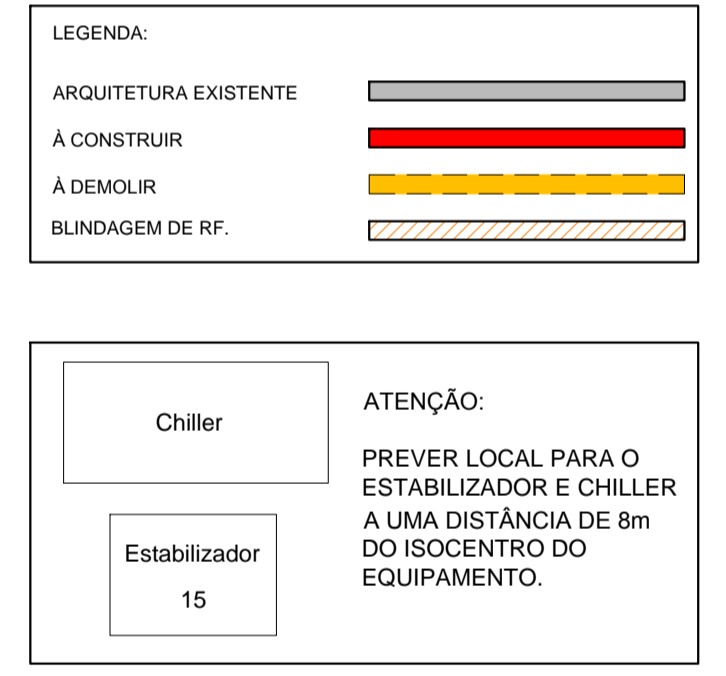 LEGENDA:
ARQUITETURA EXISTENTE
À CONSTRUIR
À DEMOLIR
BLINDAGEM DE RF.
Chiller
Estabilizador
15
ATENÇÃO:
PREVER LOCAL PARA O
ESTABILIZADOR E CHILLER
A UMA DISTÂNCIA DE 8m
DO ISOCENTRO DO
EQUIPAMENTO.